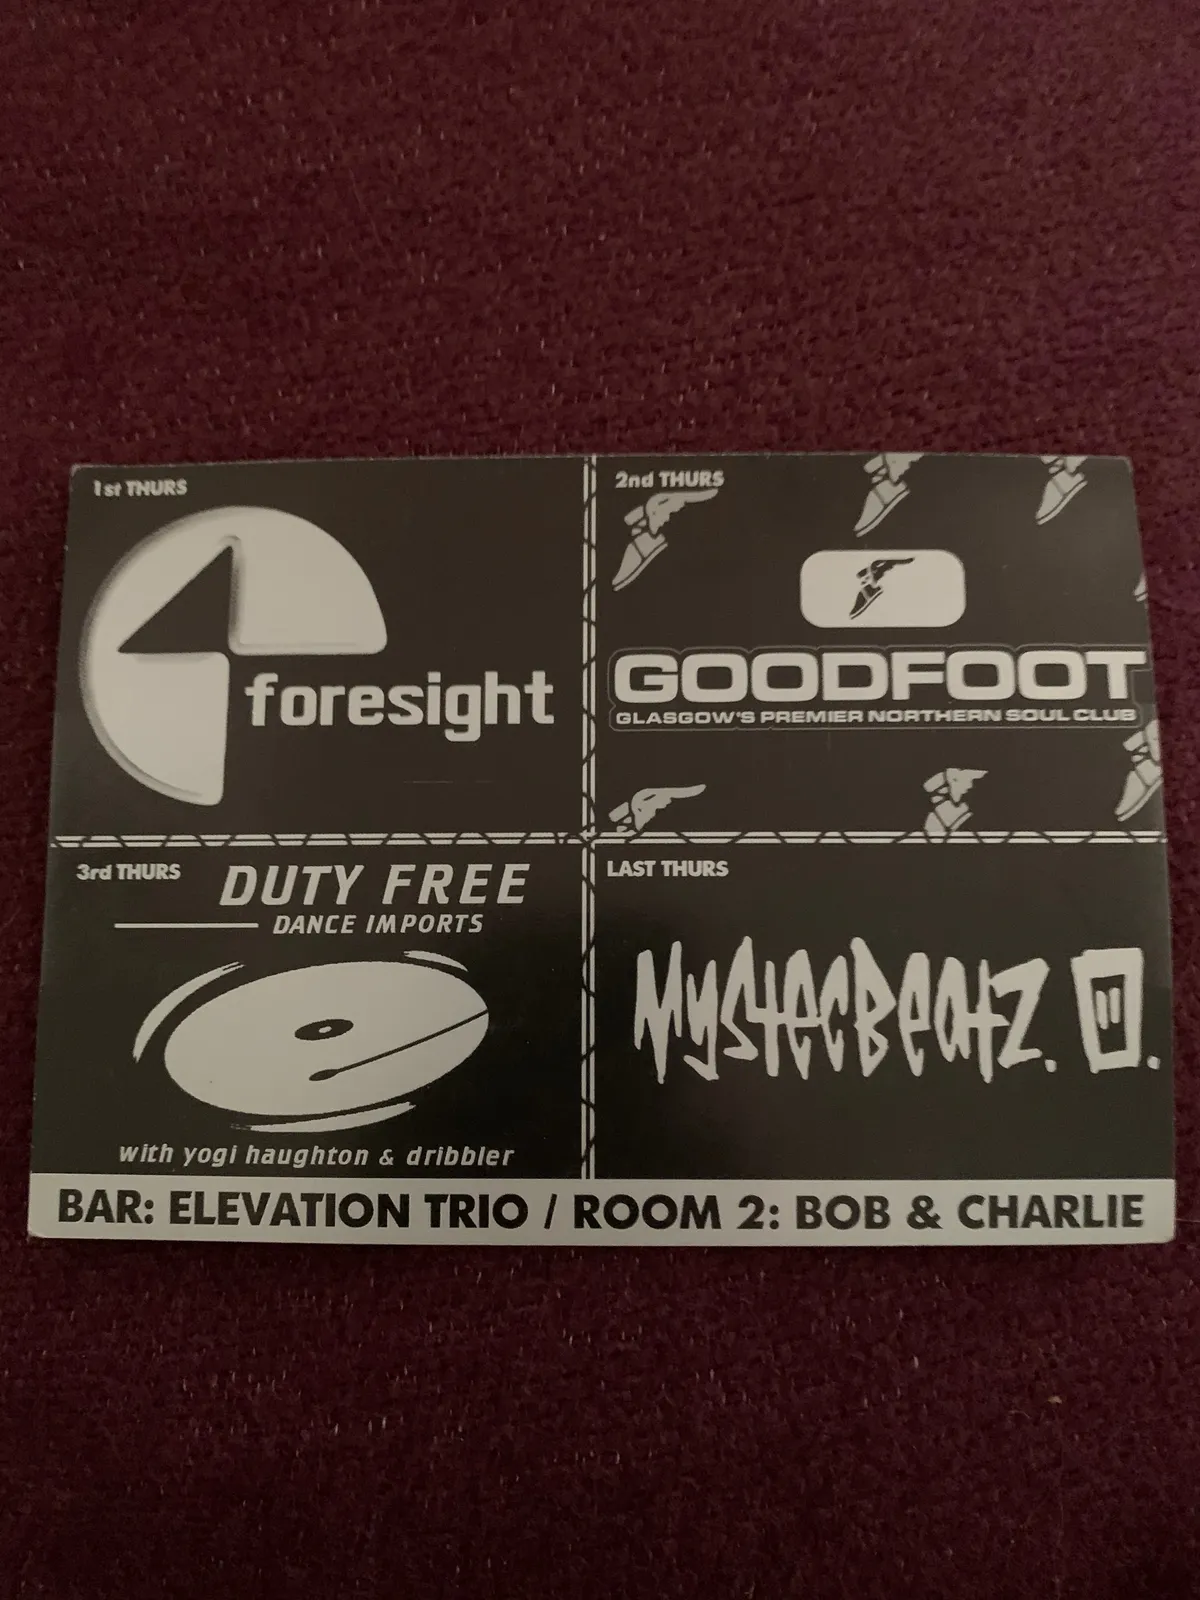 1st THURS
foresight
2nd THURS
GOODFOOT
GLASGOW'S PREMIER NORTHERN SOUL CLUB
3rd THURS
DUTY FREE
DANCE IMPORTS
with yogi haughton & dribbler
LAST THURS
MYSTECBEATZ.
BAR: ELEVATION TRIO / ROOM 2: BOB & CHARLIE